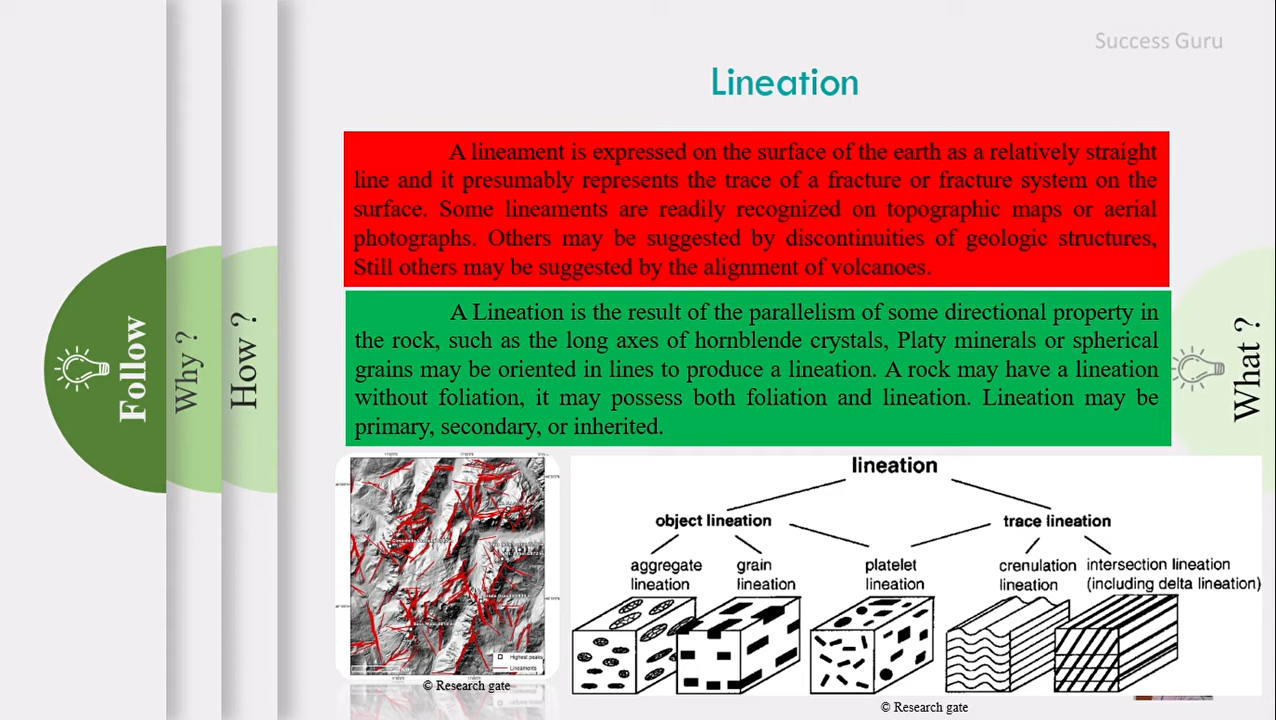 Success Guru
Lineation
A lineament is expressed on the surface of the earth as a relatively straight
line and it presumably represents the trace of a fracture or fracture system on the
surface. Some lineaments are readily recognized on topographic maps or aerial
photographs. Others may be suggested by discontinuities of geologic structures,
Still others may be suggested by the alignment of volcanoes.
A Lineation is the result of the parallelism of some directional property in
the rock, such as the long axes of hornblende crystals, Platy minerals or spherical
grains may be oriented in lines to produce a lineation. A rock may have a lineation
without foliation, it may possess both foliation and lineation. Lineation may be
primary, secondary, or inherited.
Follow
Why ?
How ?
What ?
lineation
object lineation
trace lineation
aggregate
lineation
grain
lineation
platelet
lineation
crenulation
lineation
intersection lineation
(including delta lineation)
Highest peaks
Lineaments
© Research gate
© Research gate